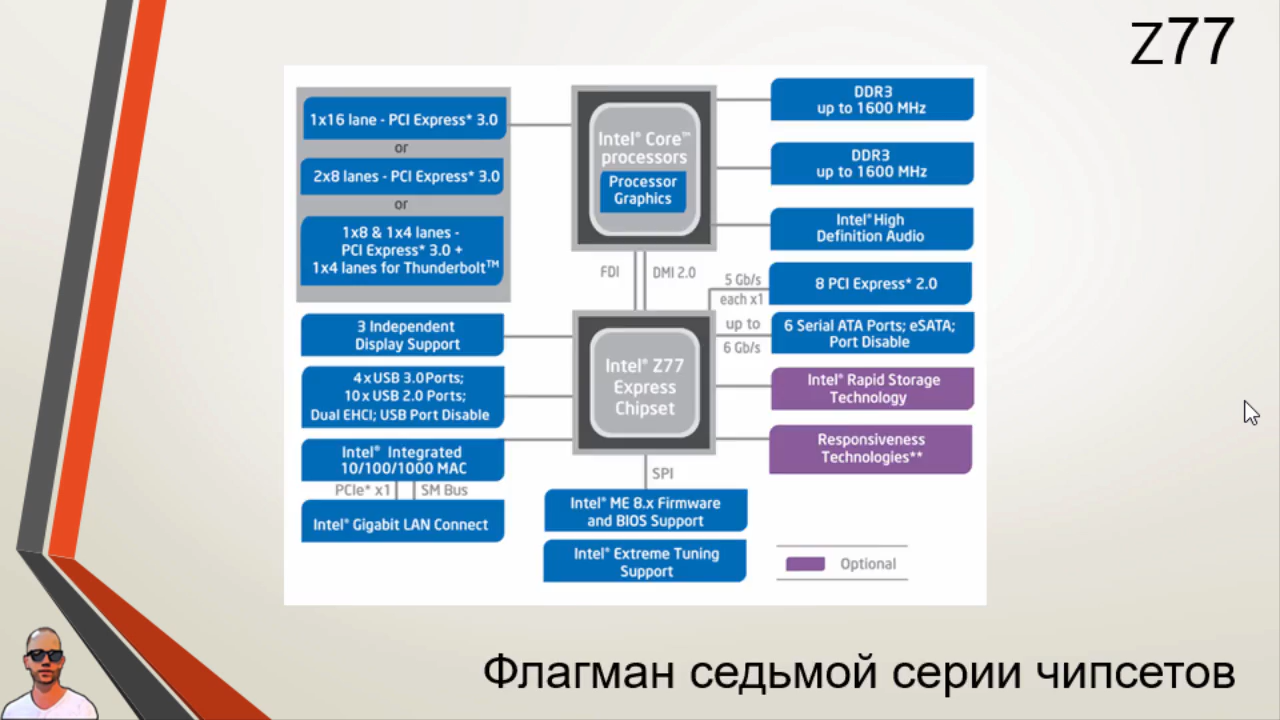 Z77
1x16 lane - PCI Express* 3.0
or
2x8 lanes - PCI Express* 3.0
or
1x8 & 1x4 lanes -
PCI Express* 3.0 +
1x4 lanes for Thunderbolt™
Intel® Core™
processors
Processor
Graphics
DDR3
up to 1600 MHz
DDR3
up to 1600 MHz
Intel® High
Definition Audio
FDI
DMI 2.0
5 Gb/s
each x1
8 PCI Express* 2.0
up to
6 Gb/s
6 Serial ATA Ports; eSATA;
Port Disable
3 Independent
Display Support
4x USB 3.0 Ports;
10x USB 2.0 Ports;
Dual EHCI; USB Port Disable
Intel® Z77
Express
Chipset
Intel® Rapid Storage
Technology
Responsiveness
Technologies**
Intel® Integrated
10/100/1000 MAC
PCIe* x1
SM Bus
Intel® Gigabit LAN Connect
SPI
Intel® ME 8.x Firmware
and BIOS Support
Intel® Extreme Tuning
Support
Optional
Флагман седьмой серии чипсетов